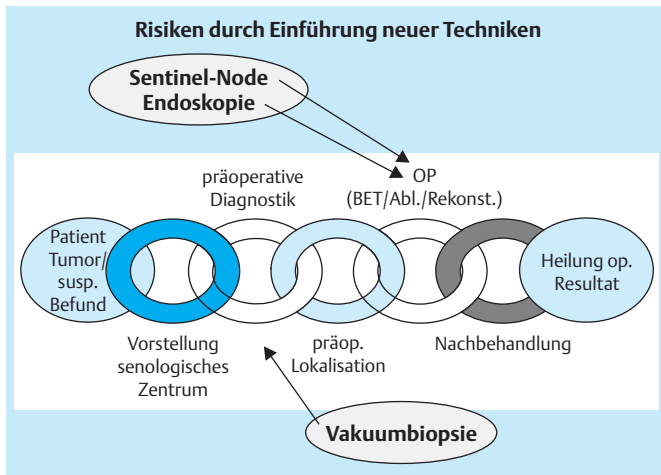 Risiken durch Einführung neuer Techniken
Sentinel-Node
Endoskopie
präoperative
Diagnostik
OP
(BET/Abl./Rekonst.)
Patient
Tumor/
susp.
Befund
Heilung op.
Resultat
Vorstellung
senologisches
Zentrum
präop.
Lokalisation
Nachbehandlung
Vakuumbiopsie